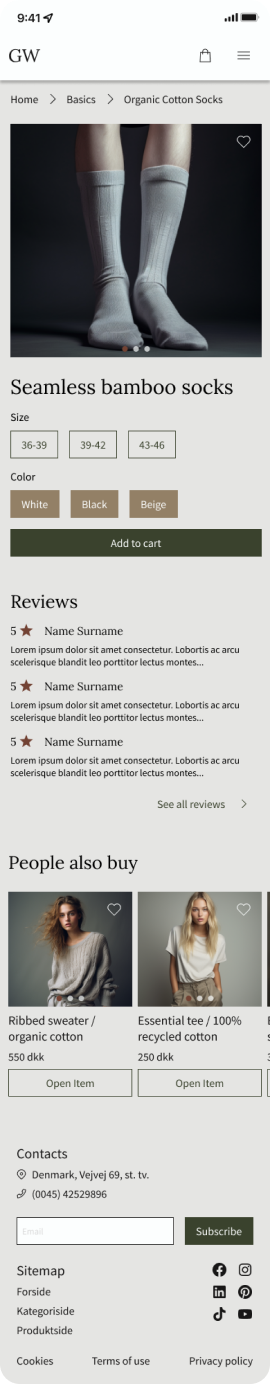 9:41
GW
Home Basics Organic Cotton Socks
Seamless bamboo socks
Size
36-39 39-42 43-46
Color
White Black Beige
Add to cart
Reviews
5 Name Surname
Lorem ipsum dolor sit amet consectetur. Lobortis ac arcu
scelerisque blandit leo porttitor lectus montes...
5 Name Surname
Lorem ipsum dolor sit amet consectetur. Lobortis ac arcu
scelerisque blandit leo porttitor lectus montes...
5 Name Surname
Lorem ipsum dolor sit amet consectetur. Lobortis ac arcu
scelerisque blandit leo porttitor lectus montes...
See all reviews
People also buy
Ribbed sweater /
organic cotton
550 dkk
Open Item
Essential tee / 100%
recycled cotton
250 dkk
Open Item
Contacts
Denmark, Vejvej 69, st. tv.
(0045) 42529896
Email
Subscribe
Sitemap
Forside
Kategoriside
Produktside
Cookies Terms of use Privacy policy